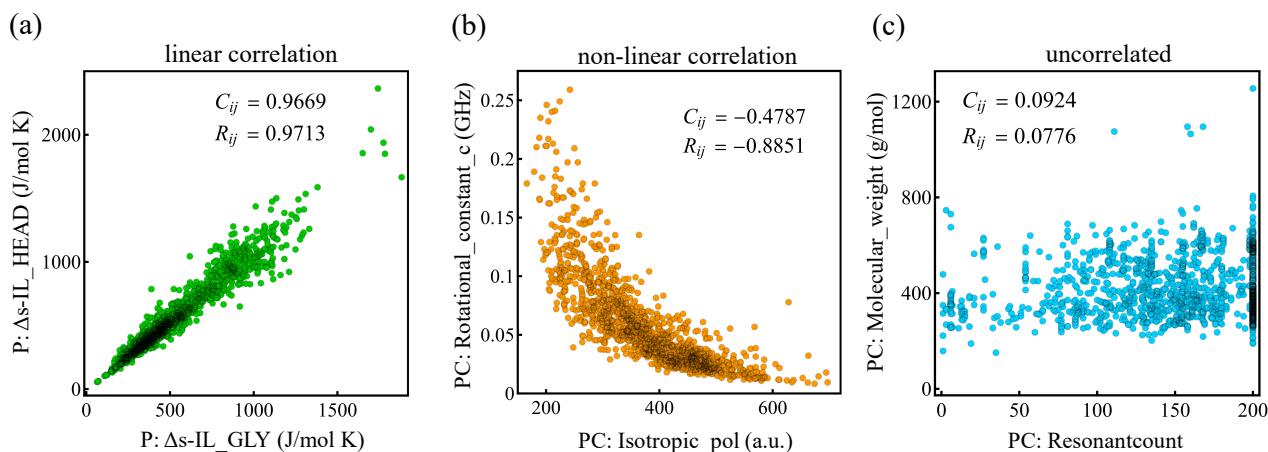 (a)
linear correlation
C_ij = 0.9669
R_ij = 0.9713
P: Δs-IL_HEAD (J/mol K)
2000
1000
0
0 500 1000 1500
P: Δs-IL_GLY (J/mol K)
(b)
non-linear correlation
C_ij = −0.4787
R_ij = −0.8851
PC: Rotational_constant_c (GHz)
0.25
0.2
0.15
0.1
0.05
0
200 400 600
PC: Isotropic_pol (a.u.)
(c)
uncorrelated
C_ij = 0.0924
R_ij = 0.0776
PC: Molecular_weight (g/mol)
1200
800
400
0
0 50 100 150 200
PC: Resonantcount